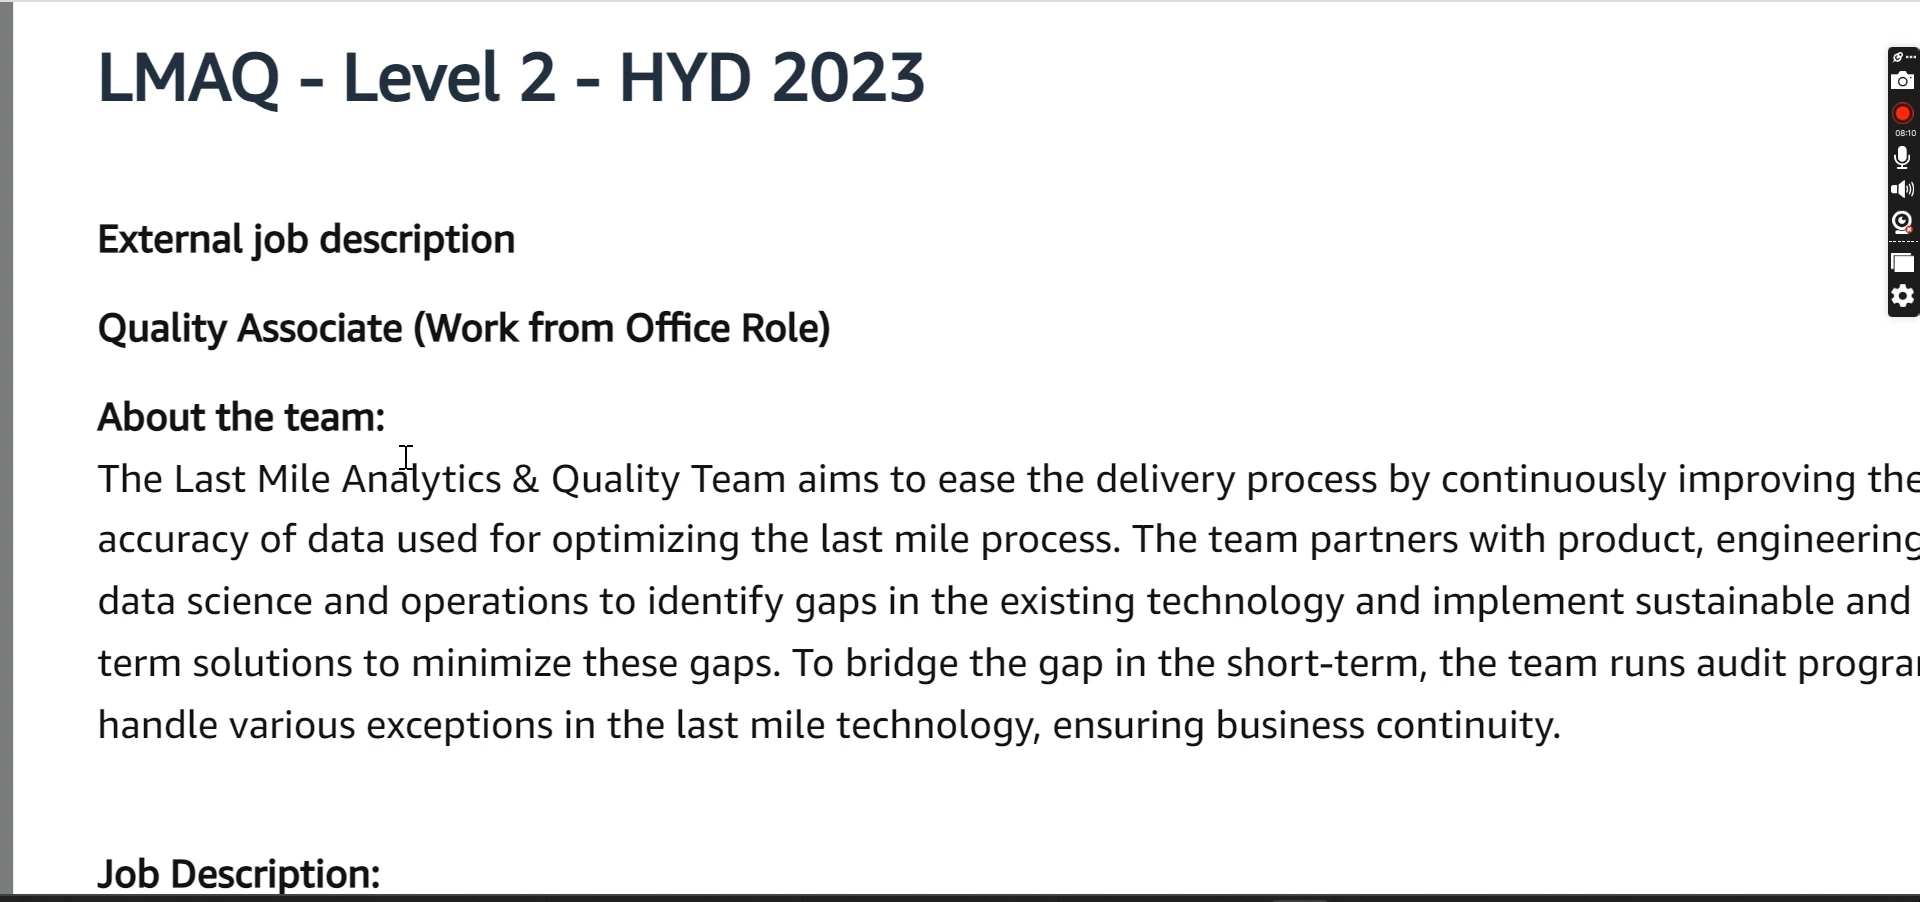 LMAQ - Level 2 - HYD 2023
08:10
External job description
Quality Associate (Work from Office Role)
About the team:
The Last Mile Analytics & Quality Team aims to ease the delivery process by continuously improving the
accuracy of data used for optimizing the last mile process. The team partners with product, engineering
data science and operations to identify gaps in the existing technology and implement sustainable and
term solutions to minimize these gaps. To bridge the gap in the short-term, the team runs audit
handle various exceptions in the last mile technology, ensuring business continuity.
Job Description: